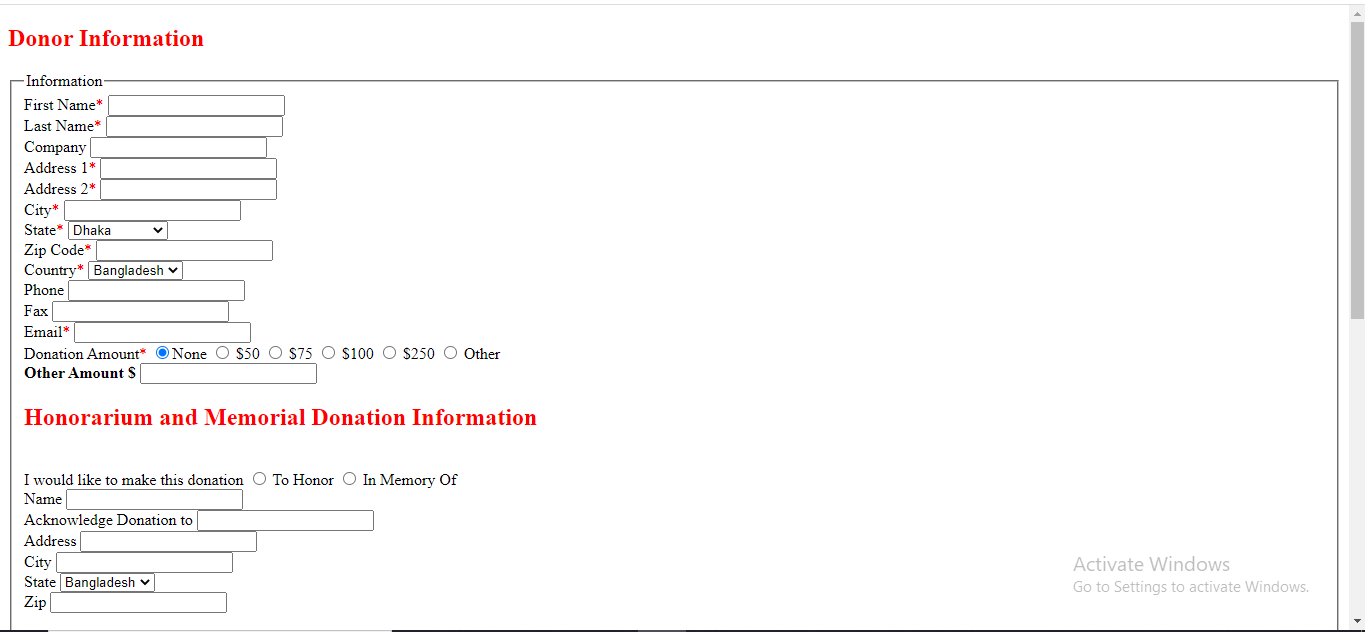 Donor Information
Information
First Name*
Last Name*
Company
Address 1*
Address 2*
City*
State* Dhaka
Zip Code*
Country* Bangladesh
Phone
Fax
Email*
Donation Amount* None $50 $75 $100 $250 Other
Other Amount $
Honorarium and Memorial Donation Information
I would like to make this donation To Honor In Memory Of
Name
Acknowledge Donation to
Address
City
State Bangladesh
Zip
Activate Windows
Go to Settings to activate Windows.